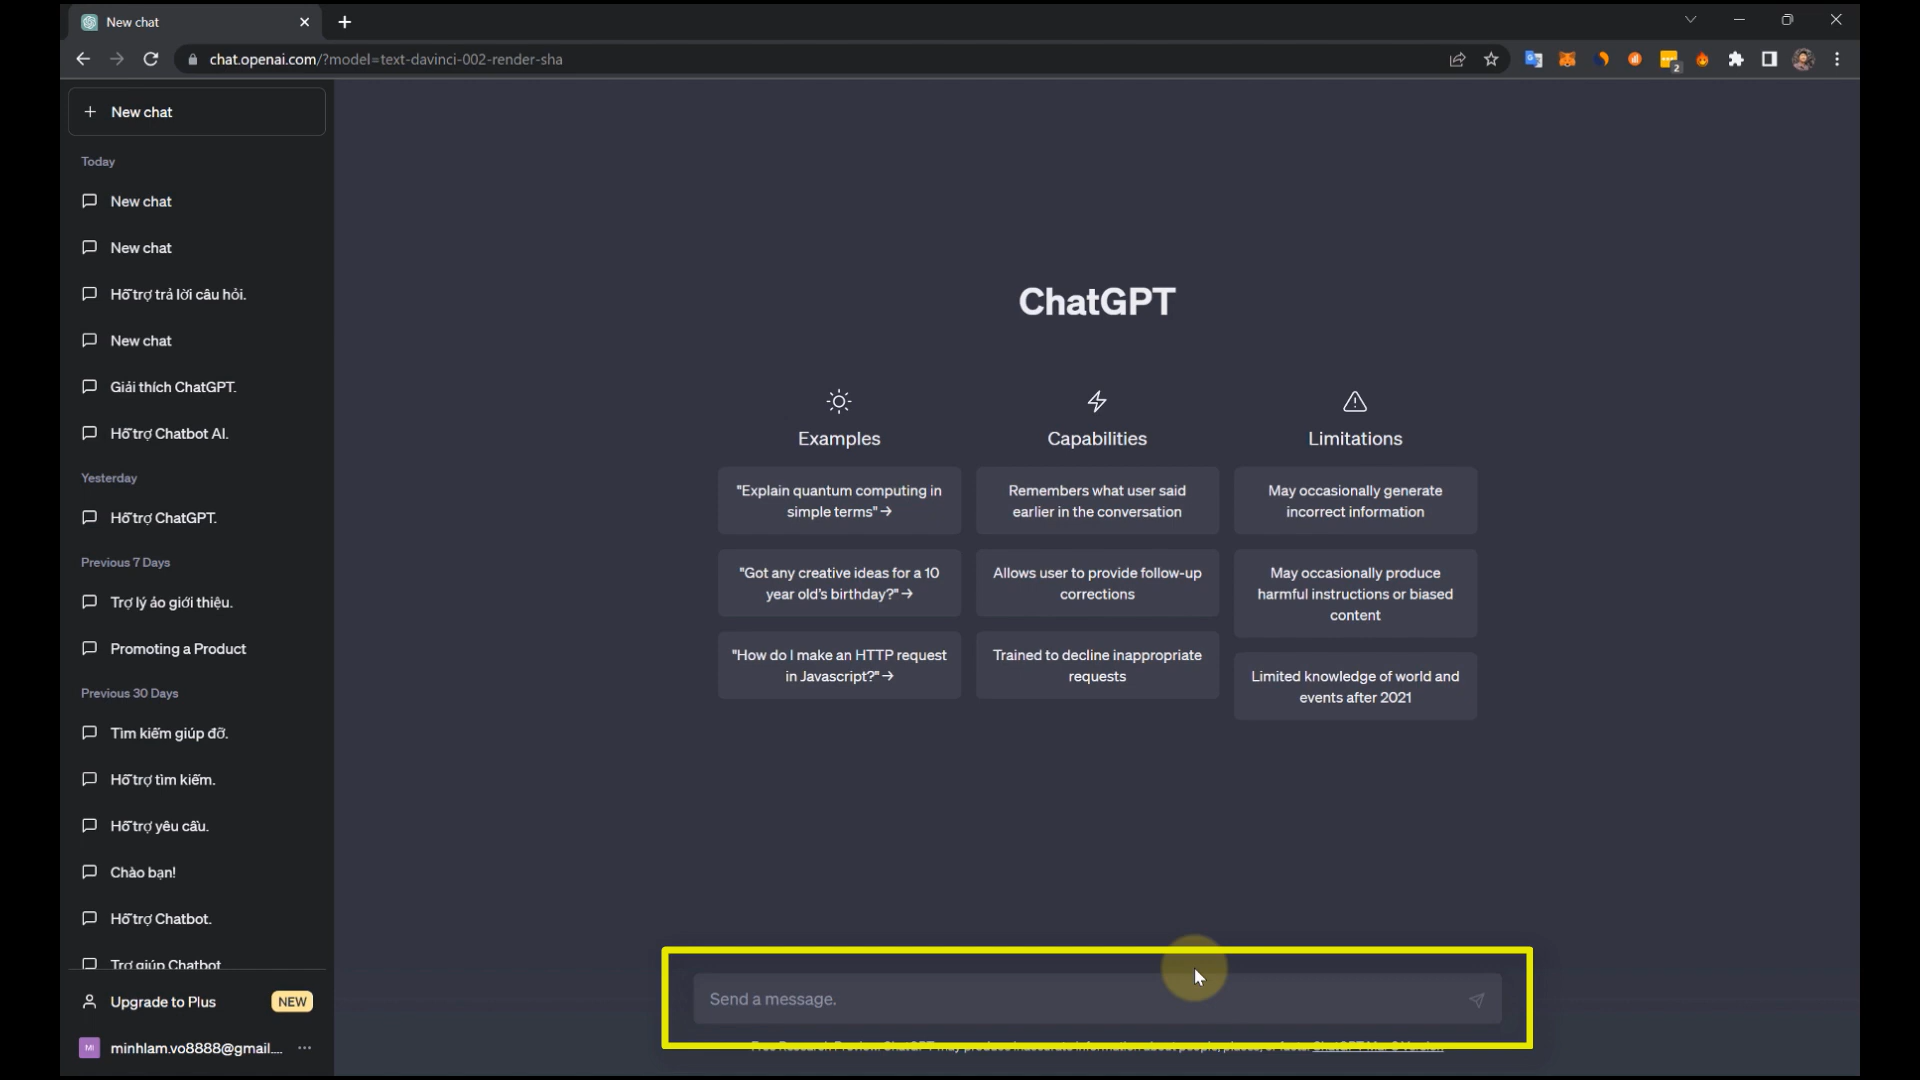 New chat
chat.openai.com/?model=text-davinci-002-render-sha
2
New chat
Today
New chat
New chat
Hỗ trợ trả lời câu hỏi.
New chat
Giải thích ChatGPT.
Hỗ trợ Chatbot AI.
Yesterday
Hỗ trợ ChatGPT.
Previous 7 Days
Trợ lý ảo giới thiệu.
Promoting a Product
Previous 30 Days
Tìm kiếm giúp đỡ.
Hỗ trợ tìm kiếm.
Hỗ trợ yêu cầu.
Chào bạn!
Hỗ trợ Chatbot.
Trợ giúp Chatbot
Upgrade to Plus
NEW
MI
minhlam.vo8888@gmail....
ChatGPT
Examples
"Explain quantum computing in
simple terms" →
"Got any creative ideas for a 10
year old's birthday?" →
"How do I make an HTTP request
in Javascript?" →
Capabilities
Remembers what user said
earlier in the conversation
Allows user to provide follow-up
corrections
Trained to decline inappropriate
requests
Limitations
May occasionally generate
incorrect information
May occasionally produce
harmful instructions or biased
content
Limited knowledge of world and
events after 2021
Send a message.